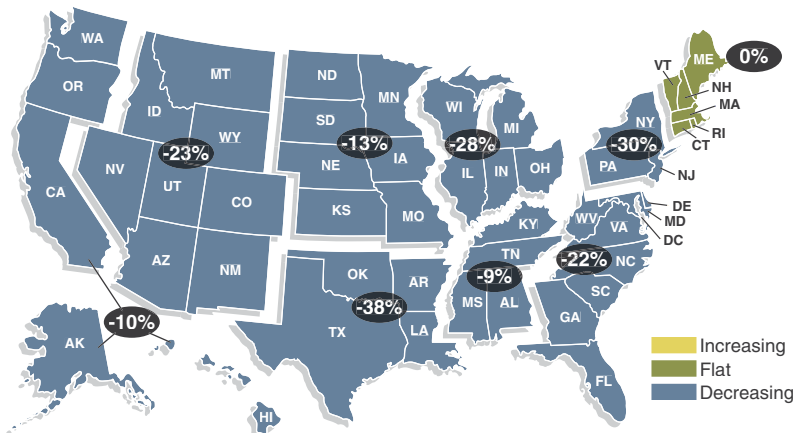 WA
OR
CA
NV
ID
MT
WY
UT
CO
AZ
NM
-23%
ND
SD
NE
KS
MN
IA
MO
-13%
WI
MI
IL
IN
OH
-28%
NY
PA
NJ
-30%
VT
ME
NH
MA
RI
CT
0%
OK
AR
TX
LA
-38%
KY
TN
MS
AL
-9%
WV
VA
DE
MD
DC
NC
SC
GA
FL
-22%
AK
HI
-10%
Increasing
Flat
Decreasing